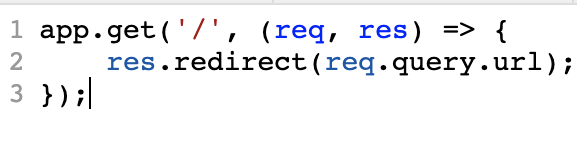 1 app.get('/', (req, res) => {
2     res.redirect(req.query.url);
3 });